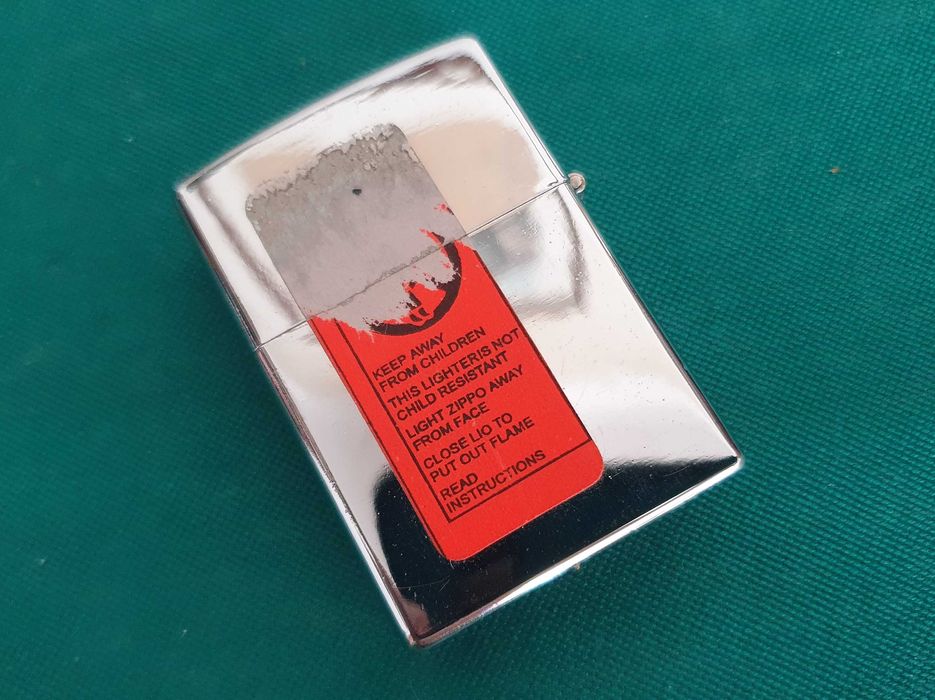 KEEP AWAY
FROM CHILDREN
THIS LIGHTERIS NOT
CHILD RESISTANT
LIGHT ZIPPO AWAY
FROM FACE
CLOSE LIO TO
PUT OUT FLAME
READ
INSTRUCTIONS